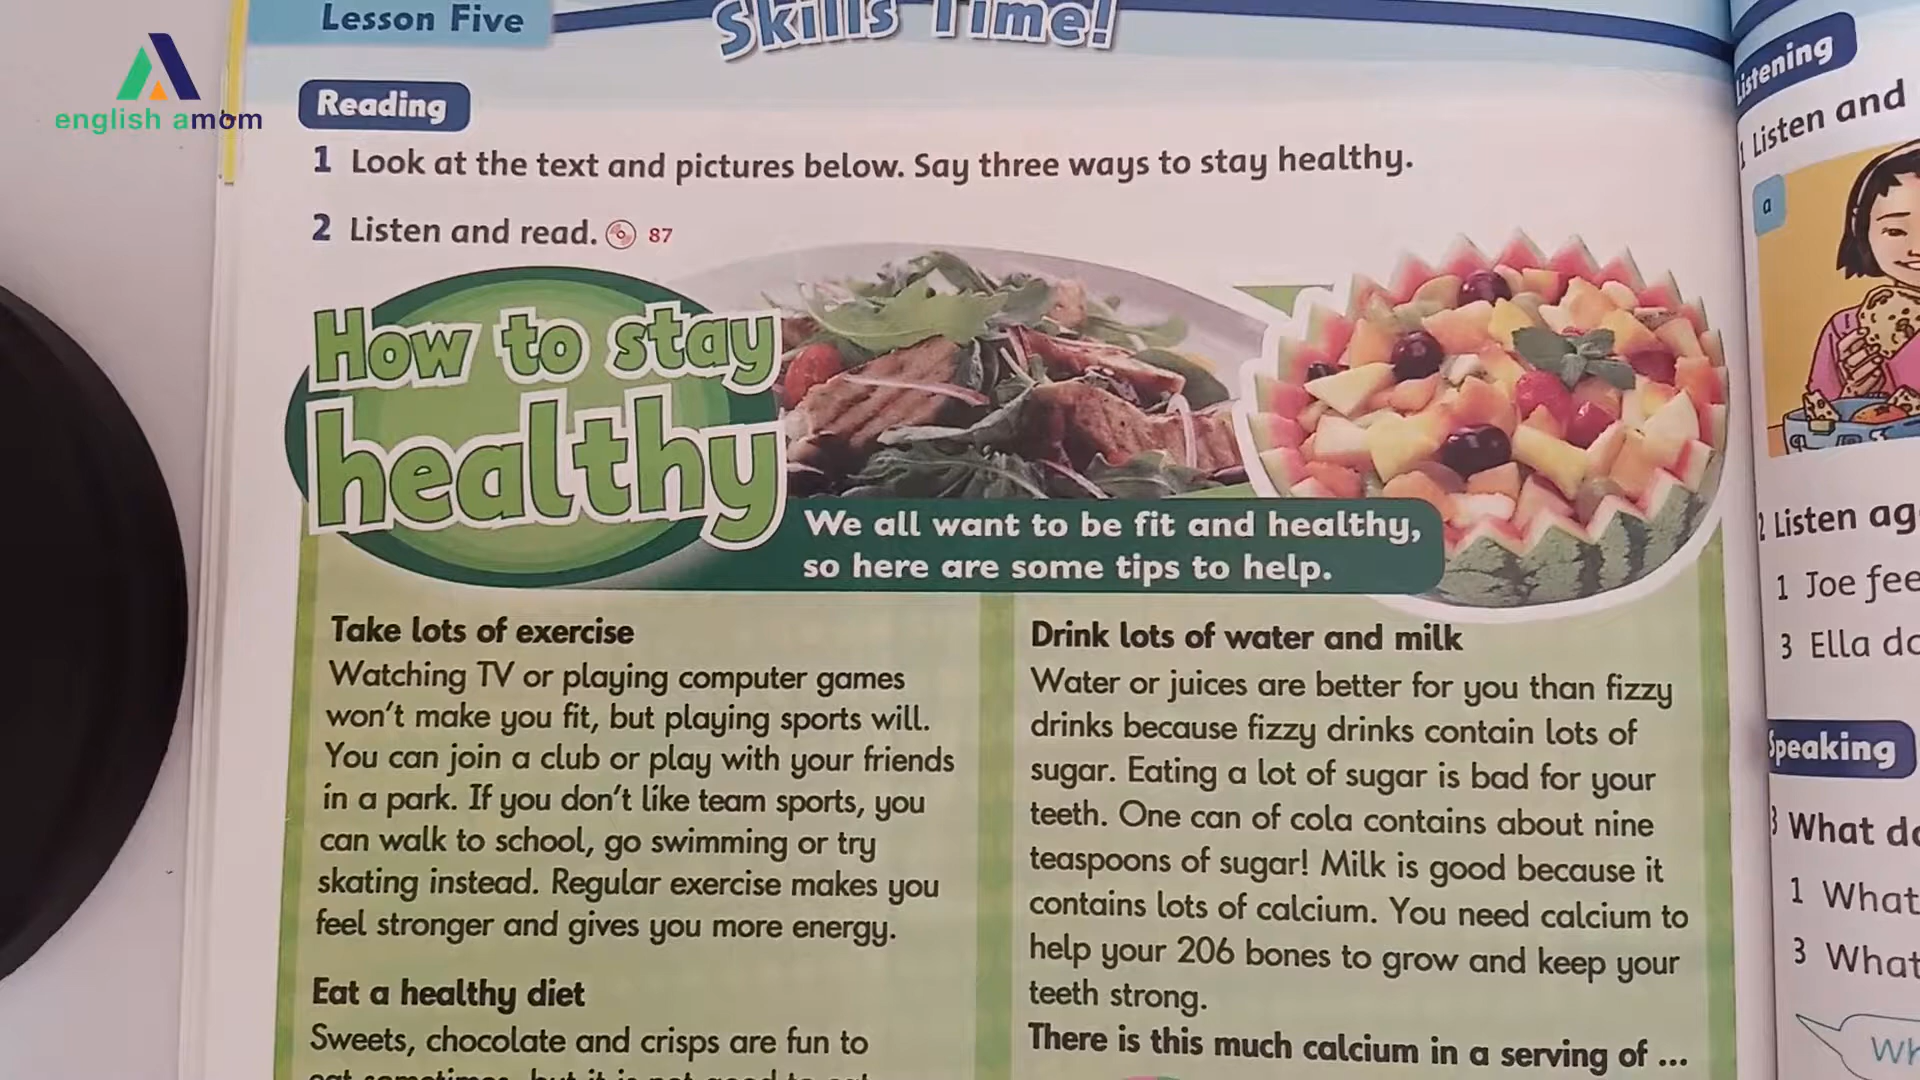 english amom
Lesson Five
Skills Time!
Reading
1 Look at the text and pictures below. Say three ways to stay healthy.
2 Listen and read. 87
How to stay
healthy
We all want to be fit and healthy,
so here are some tips to help.
Take lots of exercise
Watching TV or playing computer games
won't make you fit, but playing sports will.
You can join a club or play with your friends
in a park. If you don't like team sports, you
can walk to school, go swimming or try
skating instead. Regular exercise makes you
feel stronger and gives you more energy.
Eat a healthy diet
Sweets, chocolate and crisps are fun to
Drink lots of water and milk
Water or juices are better for you than fizzy
drinks because fizzy drinks contain lots of
sugar. Eating a lot of sugar is bad for your
teeth. One can of cola contains about nine
teaspoons of sugar! Milk is good because it
contains lots of calcium. You need calcium to
help your 206 bones to grow and keep your
teeth strong.
There is this much calcium in a serving of ...
Listening
1 Listen and
a
2 Listen ag
1 Joe fee
3 Ella do
Speaking
3 What do
1 What
3 What